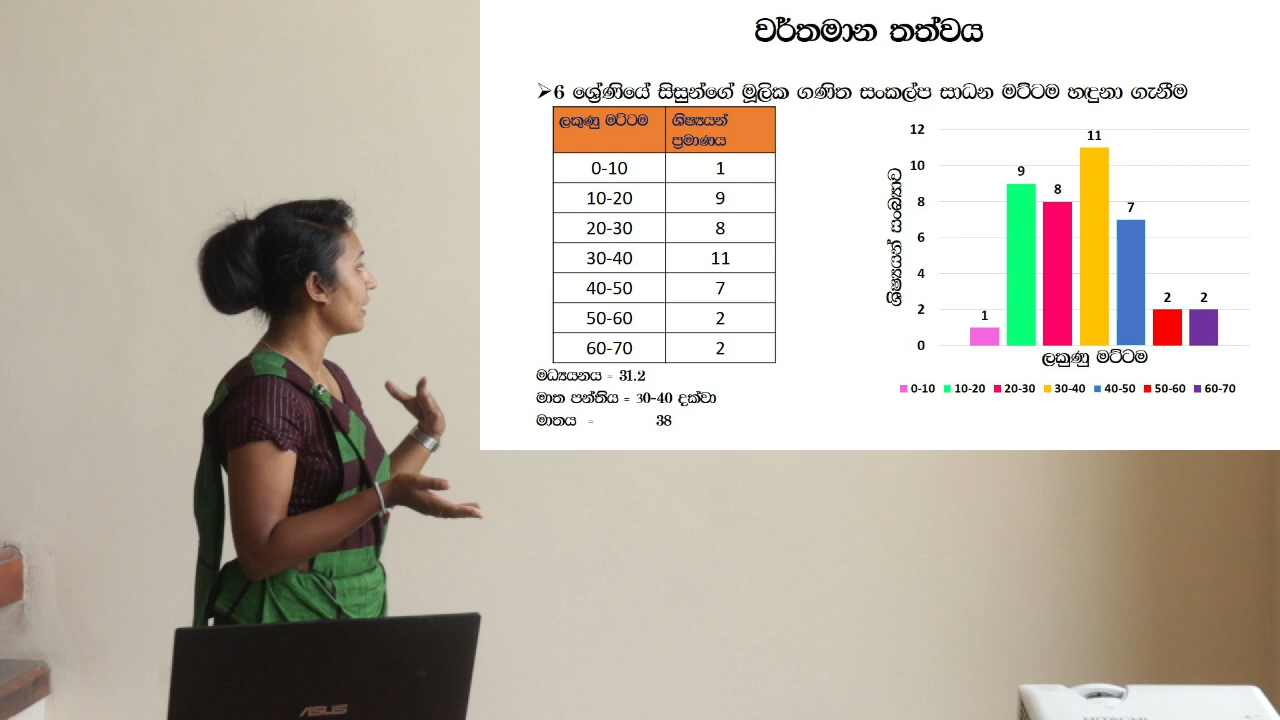 වර්තමාන තත්වය
➢6 ශ්‍රේණියේ සිසුන්ගේ මූලික ගණිත සංකල්ප සාධන මට්ටම හඳුනා ගැනීම
ලකුණු මට්ටම ශිෂ්‍යයන් ප්‍රමාණය
0-10 1
10-20 9
20-30 8
30-40 11
40-50 7
50-60 2
60-70 2
මධ්‍යයනය = 31.2
මාත පන්තිය = 30-40 දක්වා
මාතය = 38
ශිෂ්‍යයන් සංඛ්‍යාව
12
10
8
6
4
2
0
1 9 8 11 7 2 2
ලකුණු මට්ටම
0-10 10-20 20-30 30-40 40-50 50-60 60-70
ASUS
HITACHI